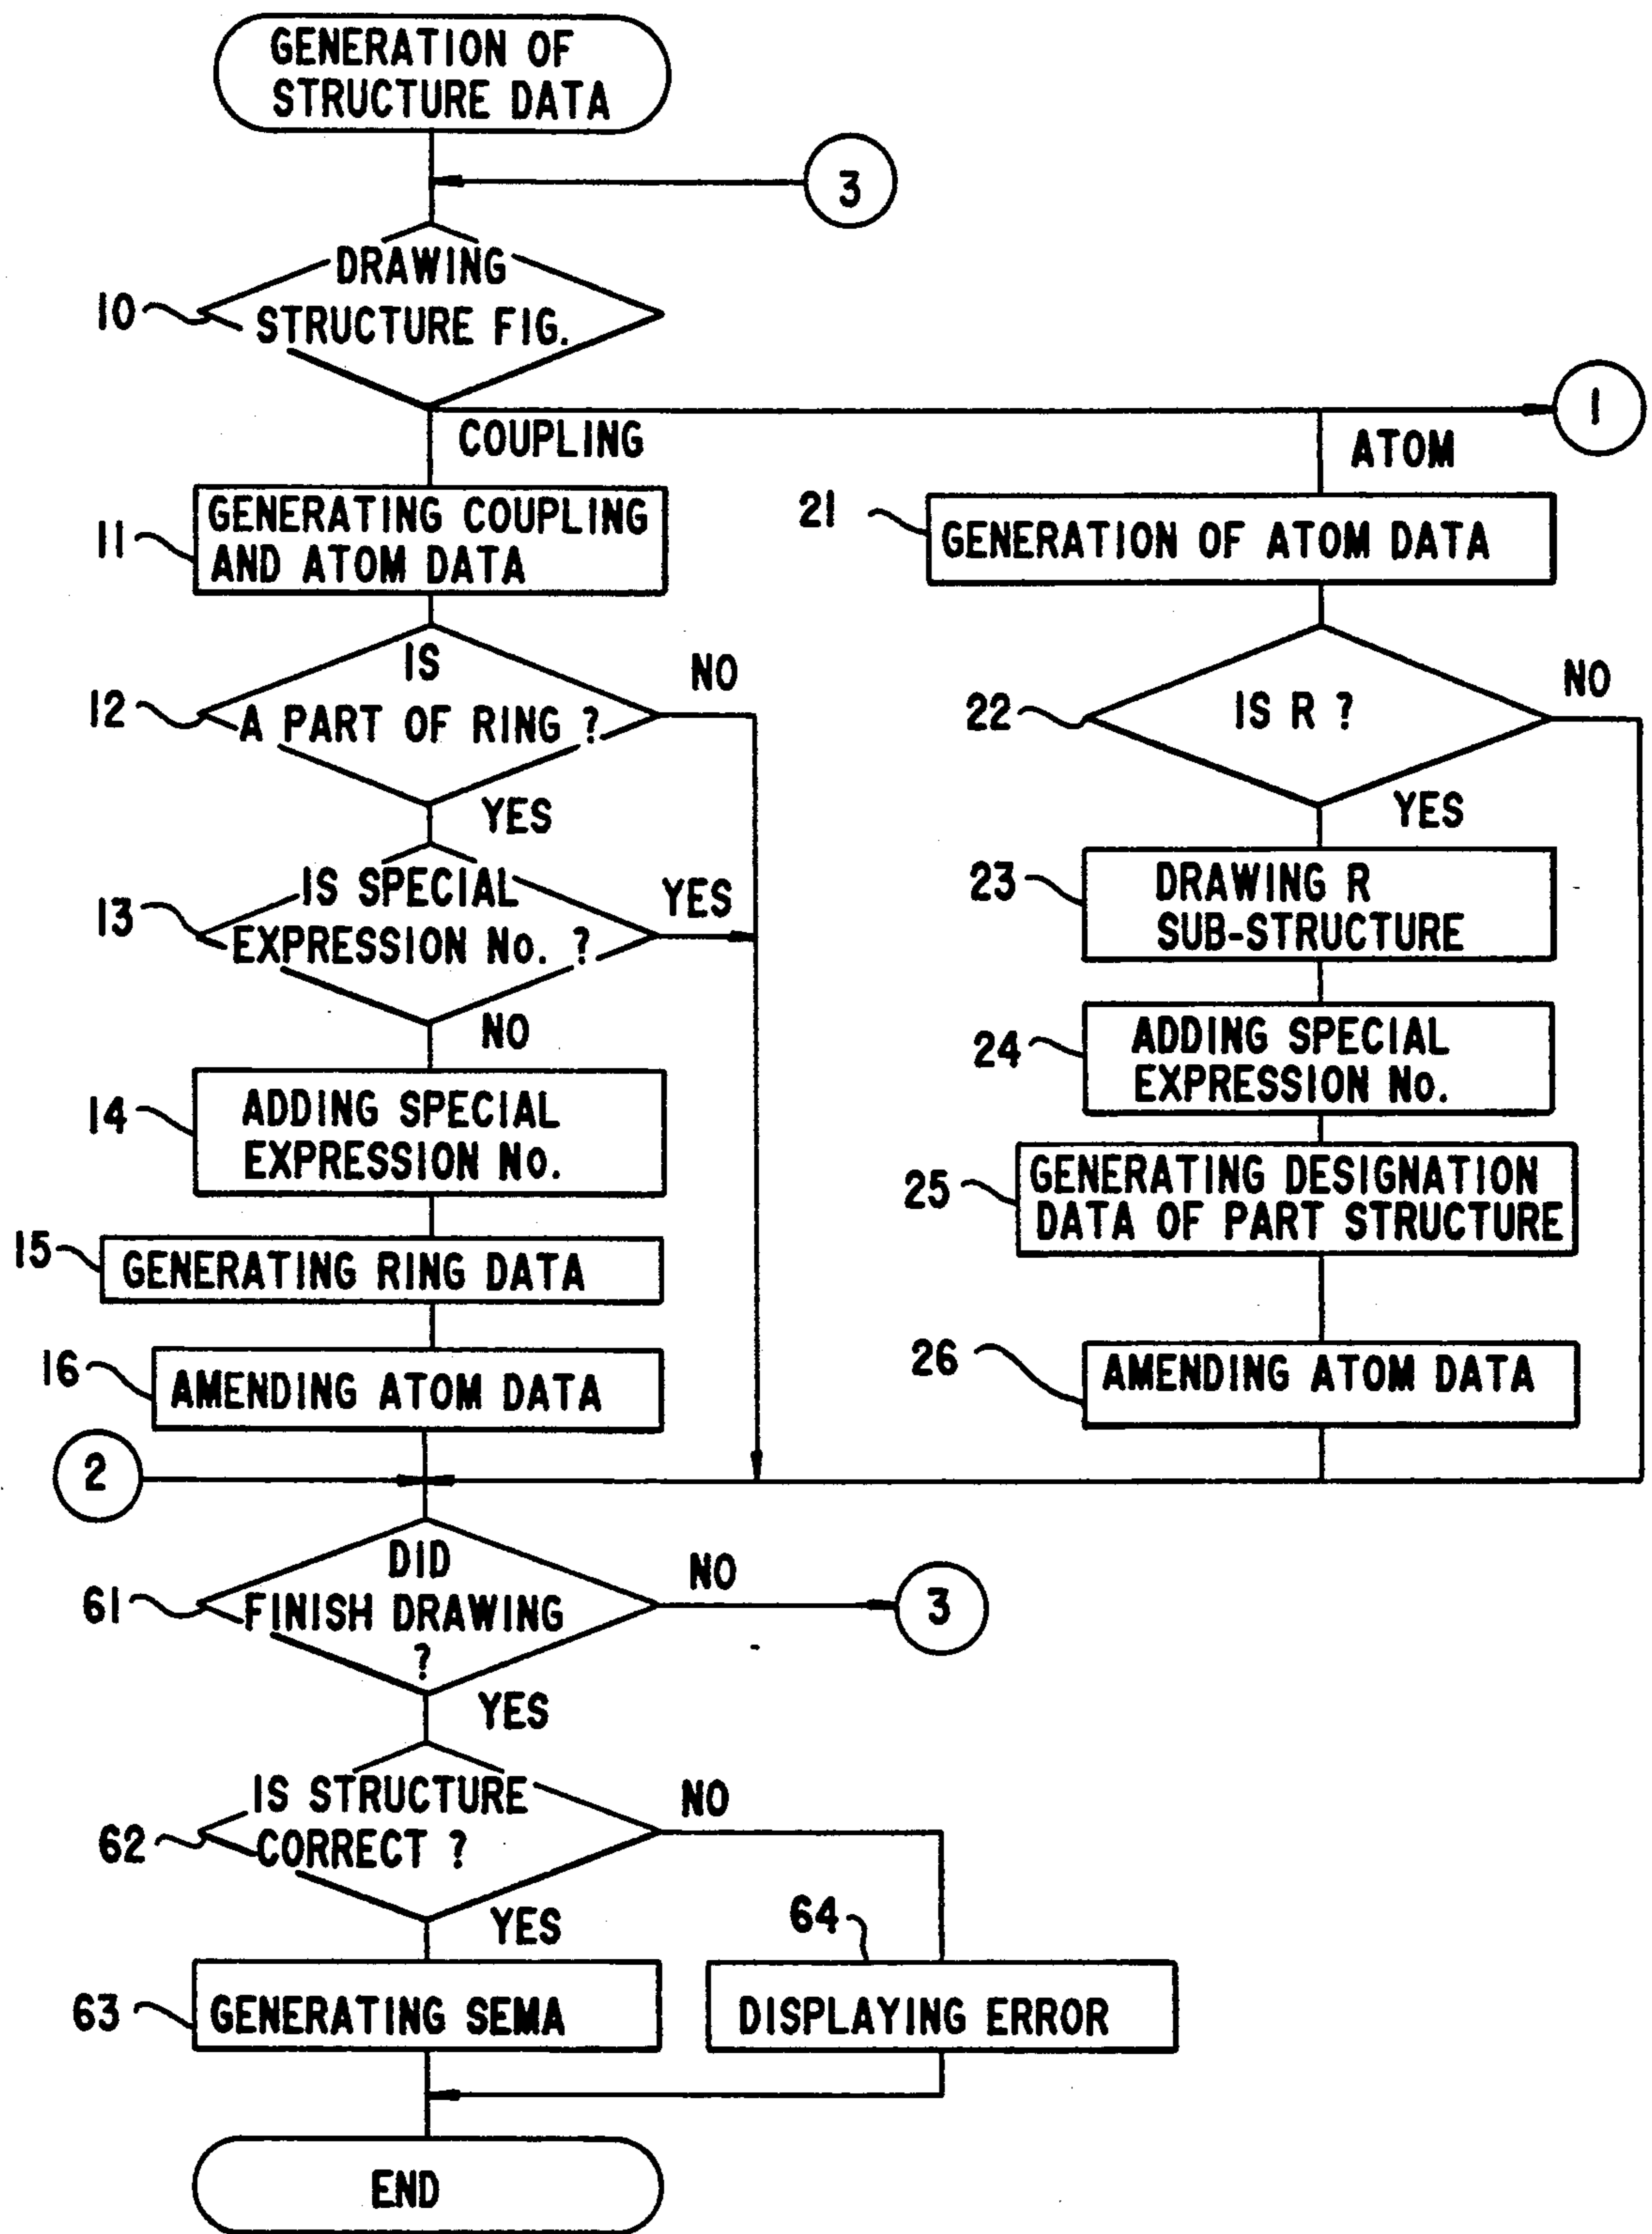 GENERATION OF
STRUCTURE DATA
3
DRAWING
STRUCTURE FIG.
10
1
COUPLING
ATOM
GENERATING COUPLING
AND ATOM DATA
11
21
GENERATION OF ATOM DATA
IS
A PART OF RING ?
12
NO
YES
22
IS R ?
NO
YES
IS SPECIAL
EXPRESSION No. ?
13
YES
NO
23
DRAWING R
SUB-STRUCTURE
14
ADDING SPECIAL
EXPRESSION No.
24
ADDING SPECIAL
EXPRESSION No.
15
GENERATING RING DATA
25
GENERATING DESIGNATION
DATA OF PART STRUCTURE
16
AMENDING ATOM DATA
26
AMENDING ATOM DATA
2
DID
FINISH DRAWING
?
61
NO
3
YES
IS STRUCTURE
CORRECT ?
62
NO
YES
64
63
GENERATING SEMA
DISPLAYING ERROR
END